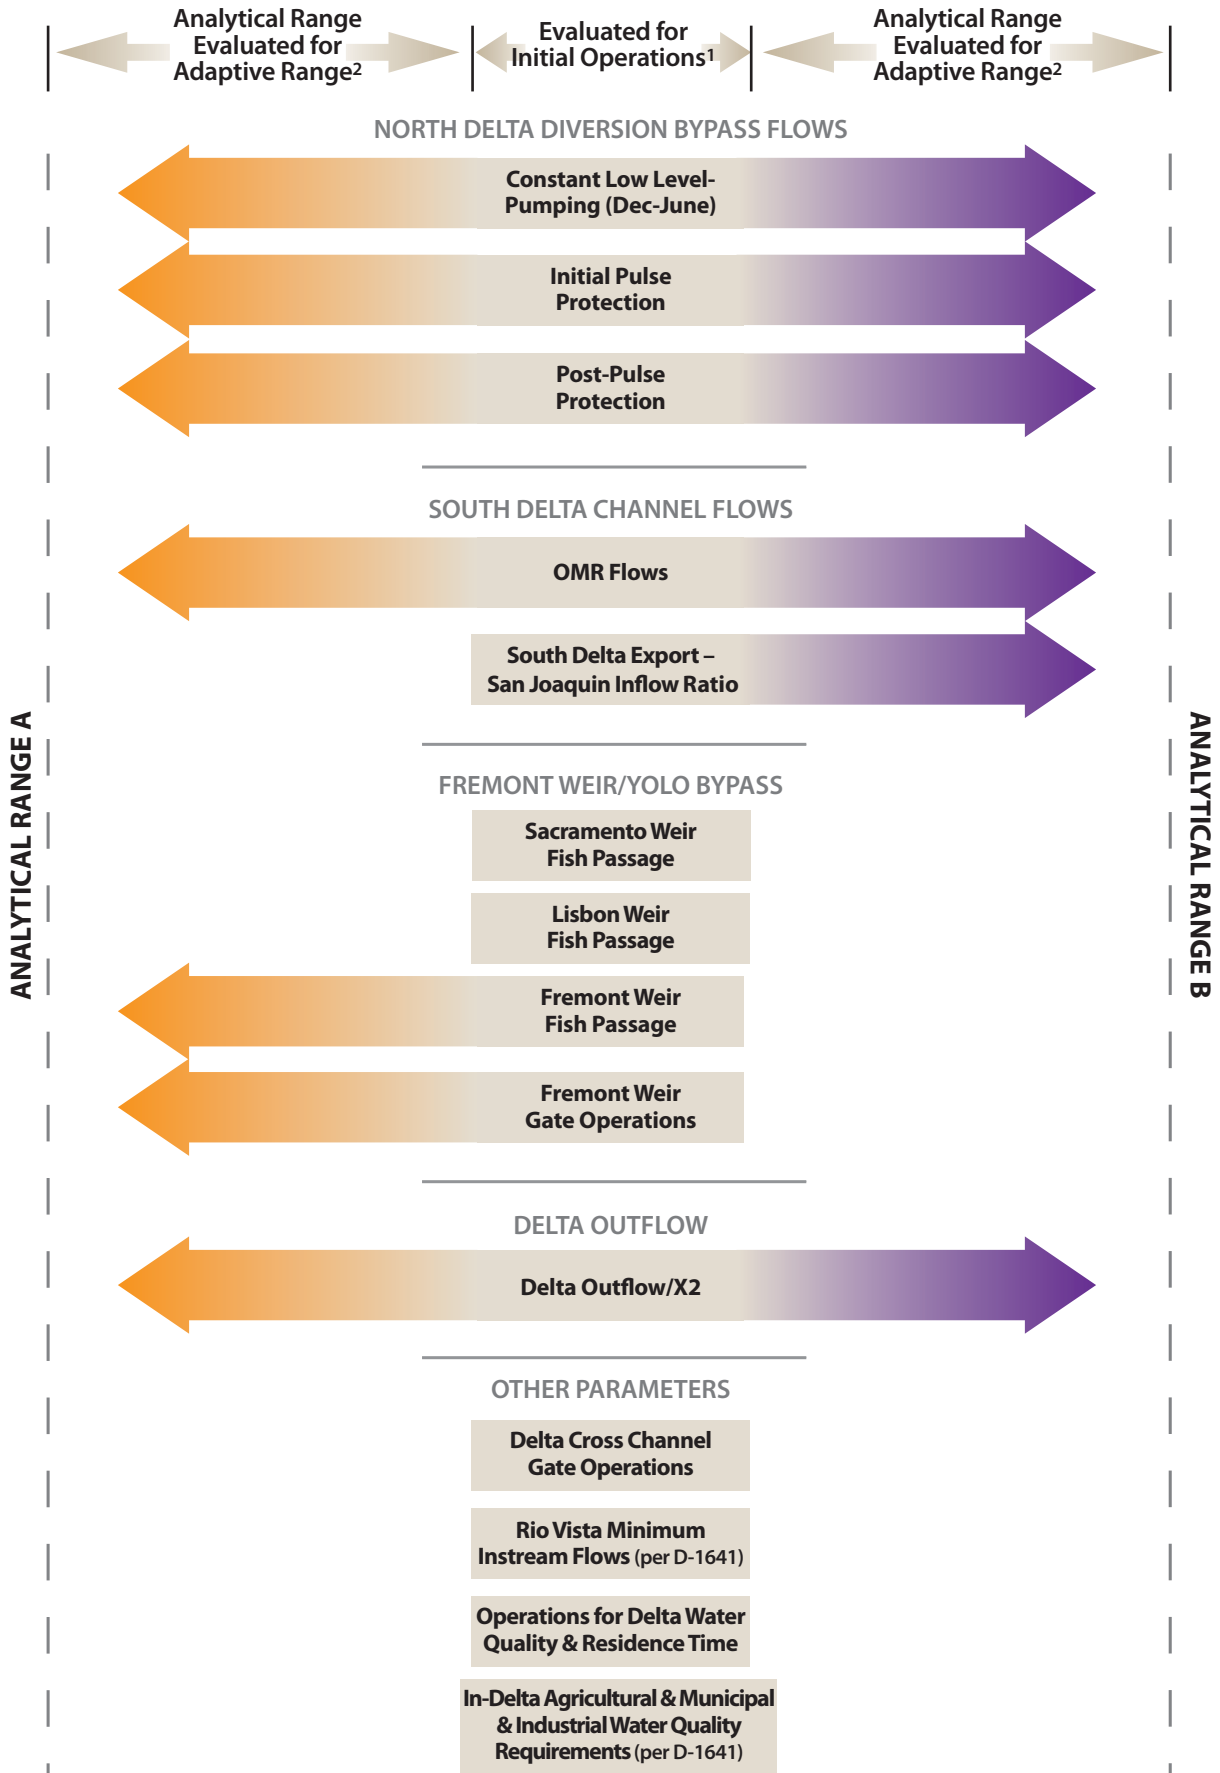 Analytical Range
Evaluated for
Adaptive Range2
Evaluated for
Initial Operations1
Analytical Range
Evaluated for
Adaptive Range2
NORTH DELTA DIVERSION BYPASS FLOWS
Constant Low Level-
Pumping (Dec-June)
Initial Pulse
Protection
Post-Pulse
Protection
SOUTH DELTA CHANNEL FLOWS
OMR Flows
South Delta Export –
San Joaquin Inflow Ratio
ANALYTICAL RANGE A
ANALYTICAL RANGE B
FREMONT WEIR/YOLO BYPASS
Sacramento Weir
Fish Passage
Lisbon Weir
Fish Passage
Fremont Weir
Fish Passage
Fremont Weir
Gate Operations
DELTA OUTFLOW
Delta Outflow/X2
OTHER PARAMETERS
Delta Cross Channel
Gate Operations
Rio Vista Minimum
Instream Flows (per D-1641)
Operations for Delta Water
Quality & Residence Time
In-Delta Agricultural & Municipal
& Industrial Water Quality
Requirements (per D-1641)